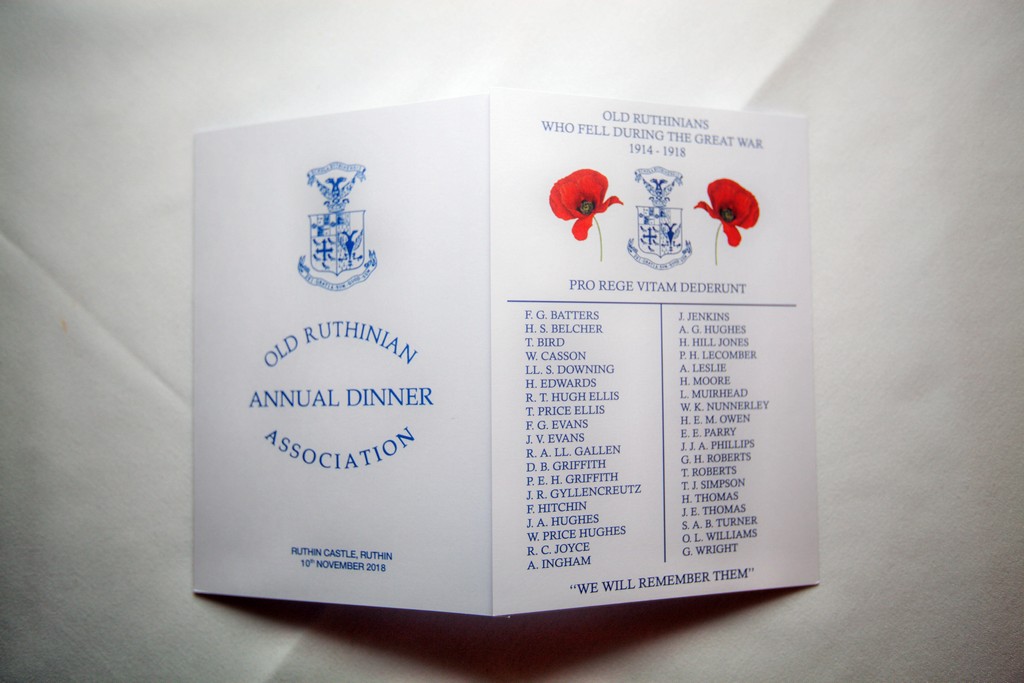 OLD RUTHINIAN
ANNUAL DINNER
ASSOCIATION
RUTHIN CASTLE, RUTHIN
10th NOVEMBER 2018
OLD RUTHINIANS
WHO FELL DURING THE GREAT WAR
1914 - 1918
PRO REGE VITAM DEDERUNT
F. G. BATTERS
H. S. BELCHER
T. BIRD
W. CASSON
LL. S. DOWNING
H. EDWARDS
R. T. HUGH ELLIS
T. PRICE ELLIS
F. G. EVANS
J. V. EVANS
R. A. LL. GALLEN
D. B. GRIFFITH
P. E. H. GRIFFITH
J. R. GYLLENCREUTZ
F. HITCHIN
J. A. HUGHES
W. PRICE HUGHES
R. C. JOYCE
A. INGHAM
J. JENKINS
A. G. HUGHES
H. HILL JONES
P. H. LECOMBER
A. LESLIE
H. MOORE
L. MUIRHEAD
W. K. NUNNERLEY
H. E. M. OWEN
E. E. PARRY
J. J. A. PHILLIPS
G. H. ROBERTS
T. ROBERTS
T. J. SIMPSON
H. THOMAS
J. E. THOMAS
S. A. B. TURNER
O. L. WILLIAMS
G. WRIGHT
"WE WILL REMEMBER THEM"